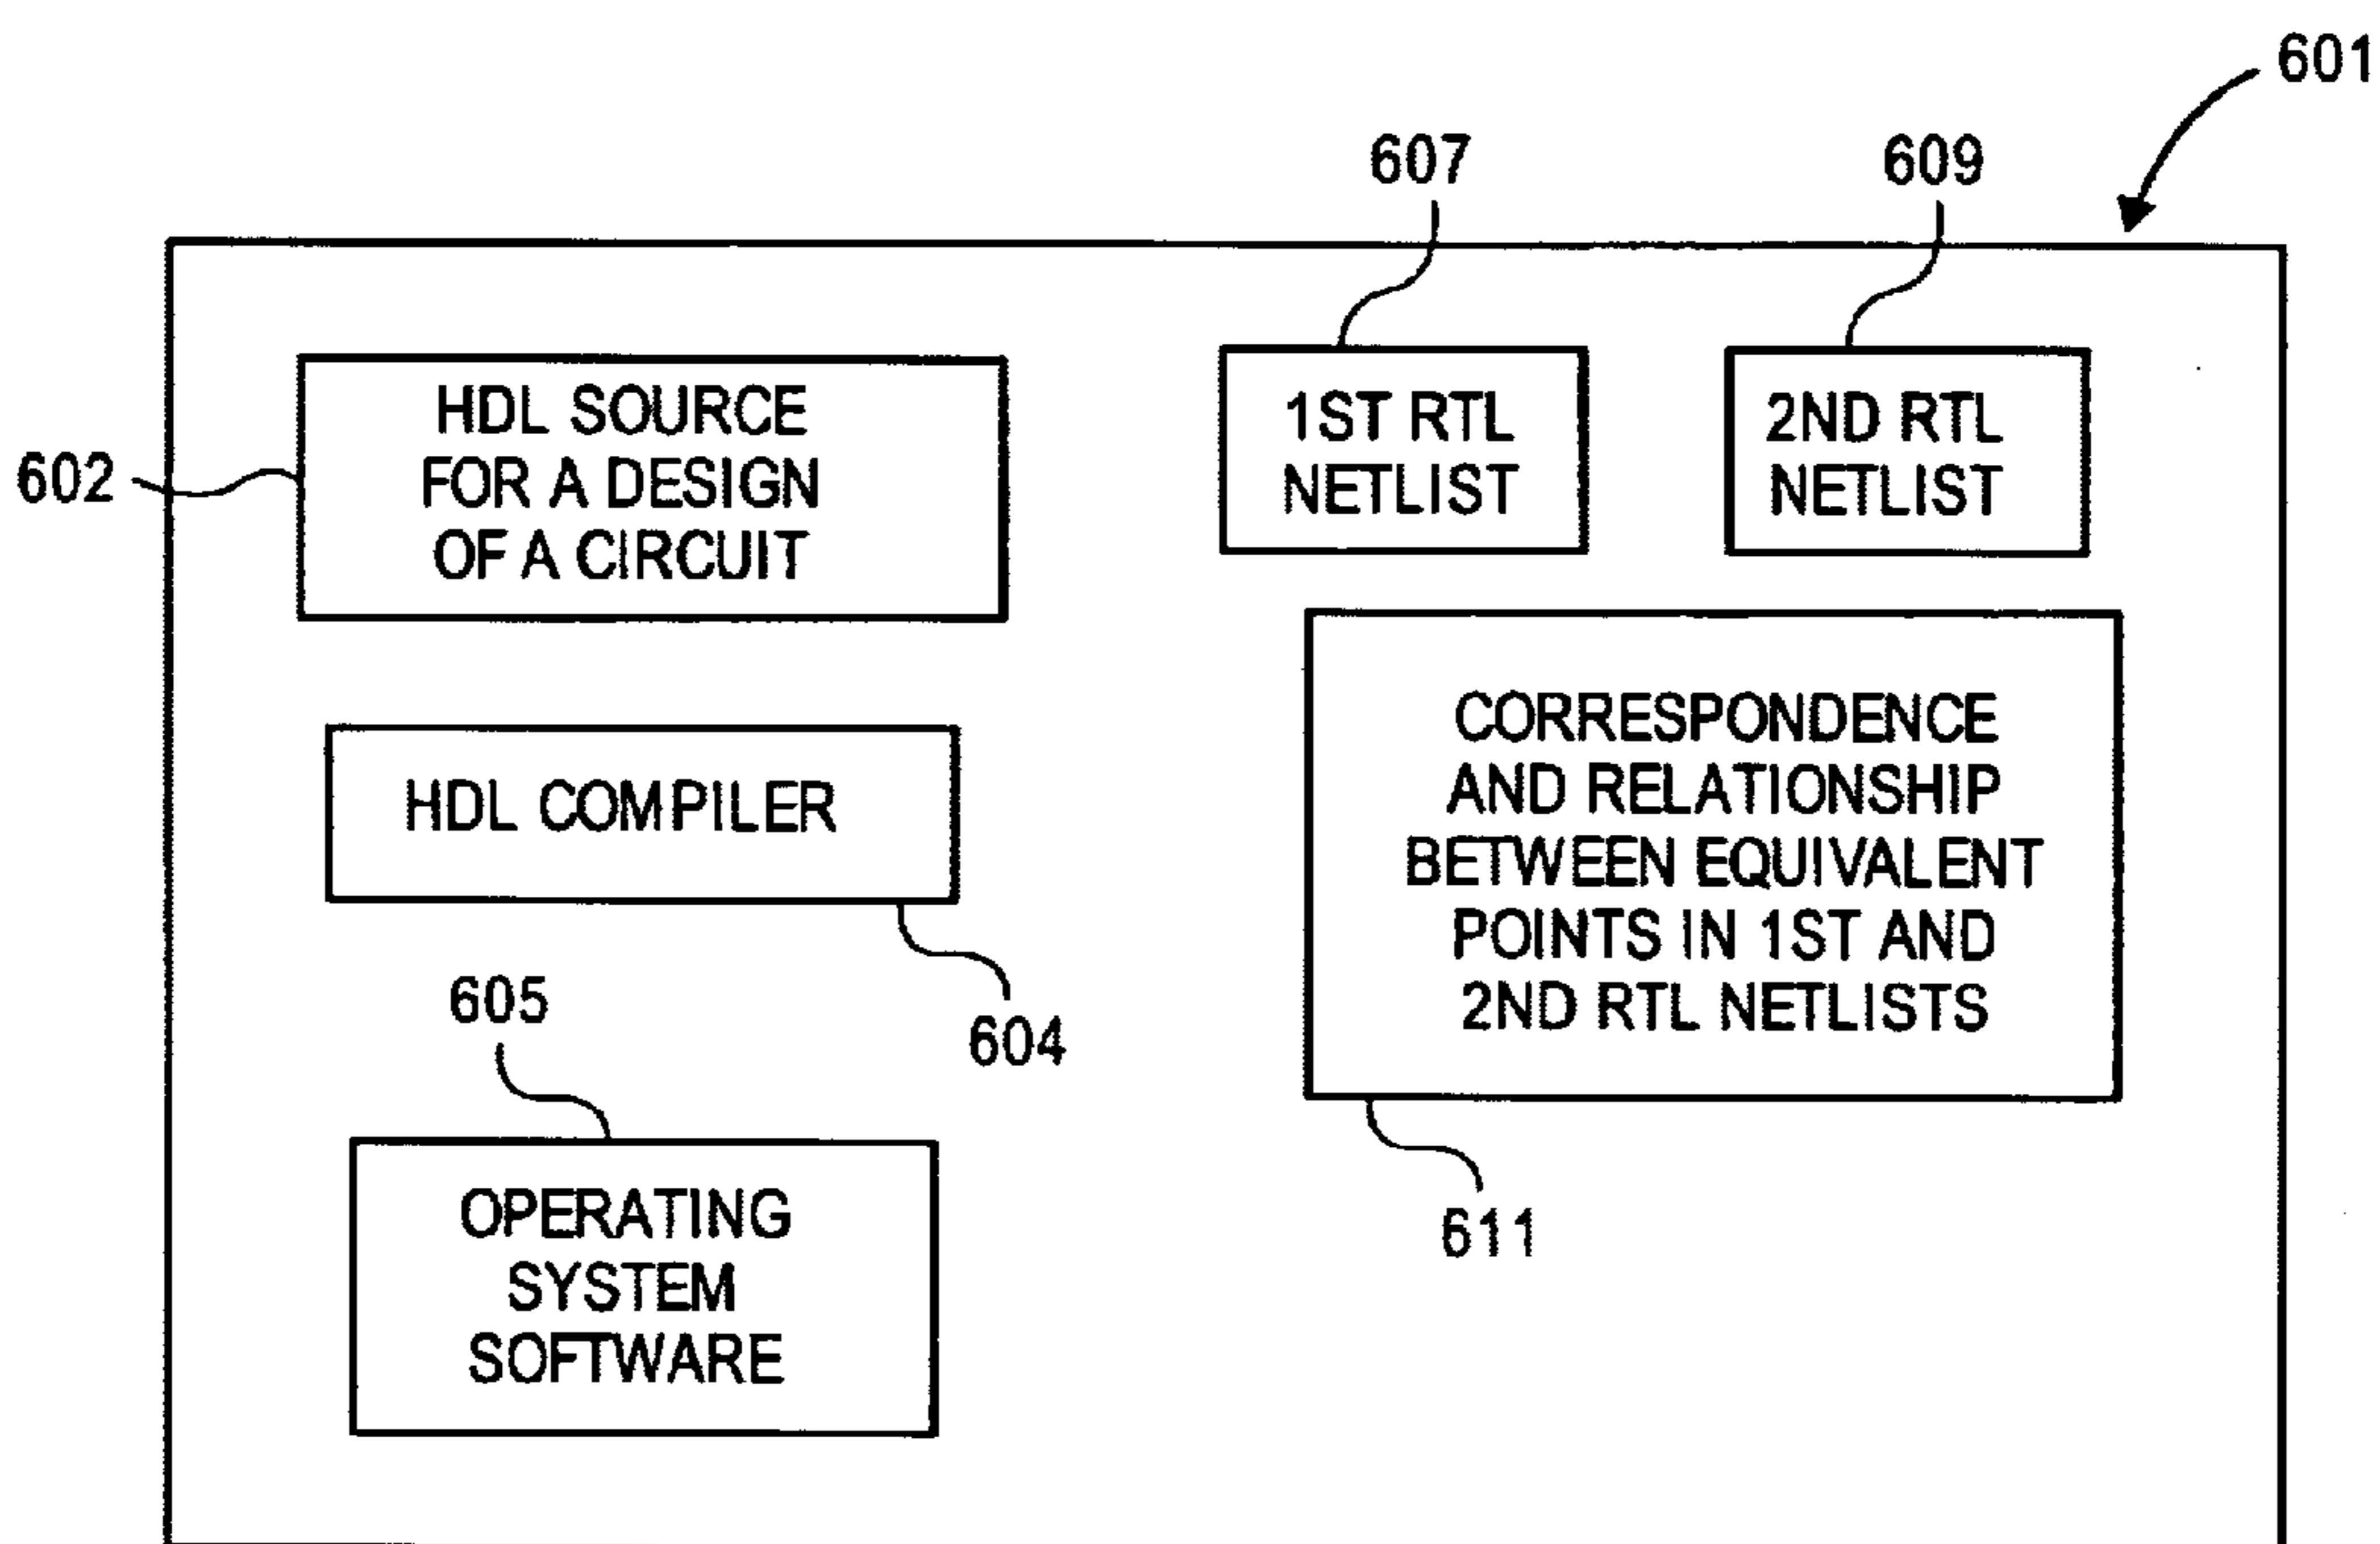 601
607
609
602
HDL SOURCE
FOR A DESIGN
OF A CIRCUIT
1ST RTL
NETLIST
2ND RTL
NETLIST
HDL COMPILER
604
CORRESPONDENCE
AND RELATIONSHIP
BETWEEN EQUIVALENT
POINTS IN 1ST AND
2ND RTL NETLISTS
611
605
OPERATING
SYSTEM
SOFTWARE